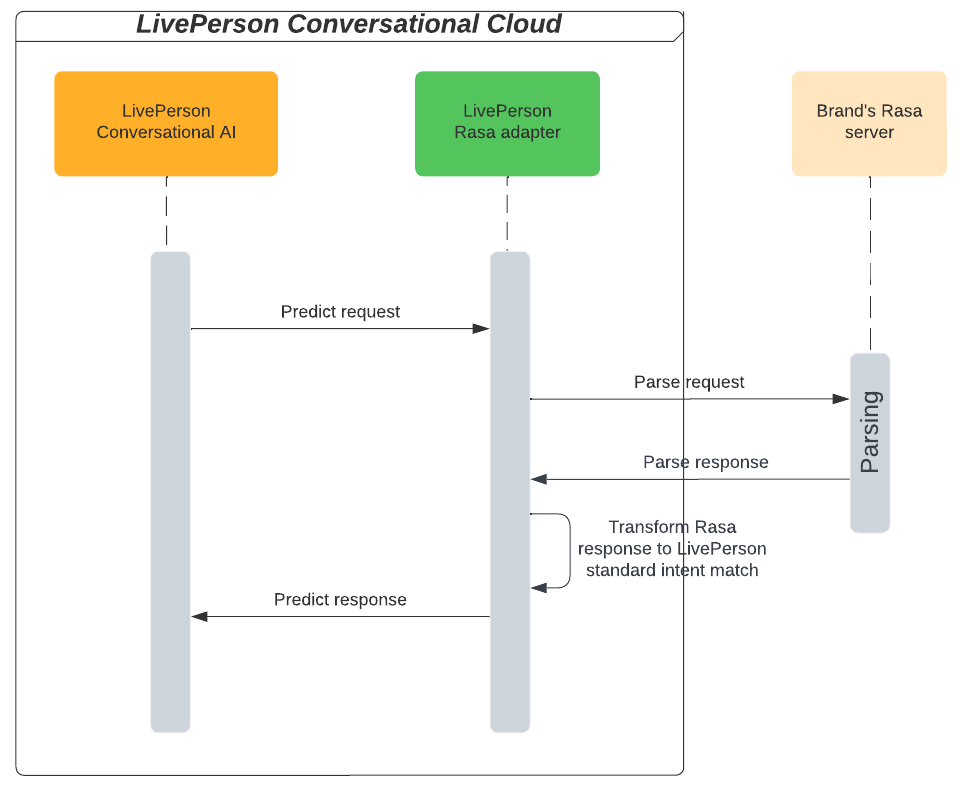 LivePerson Conversational Cloud
LivePerson
Conversational AI
LivePerson
Rasa adapter
Brand's Rasa
server
Predict request
Parse request
Parsing
Parse response
Transform Rasa
response to LivePerson
standard intent match
Predict response